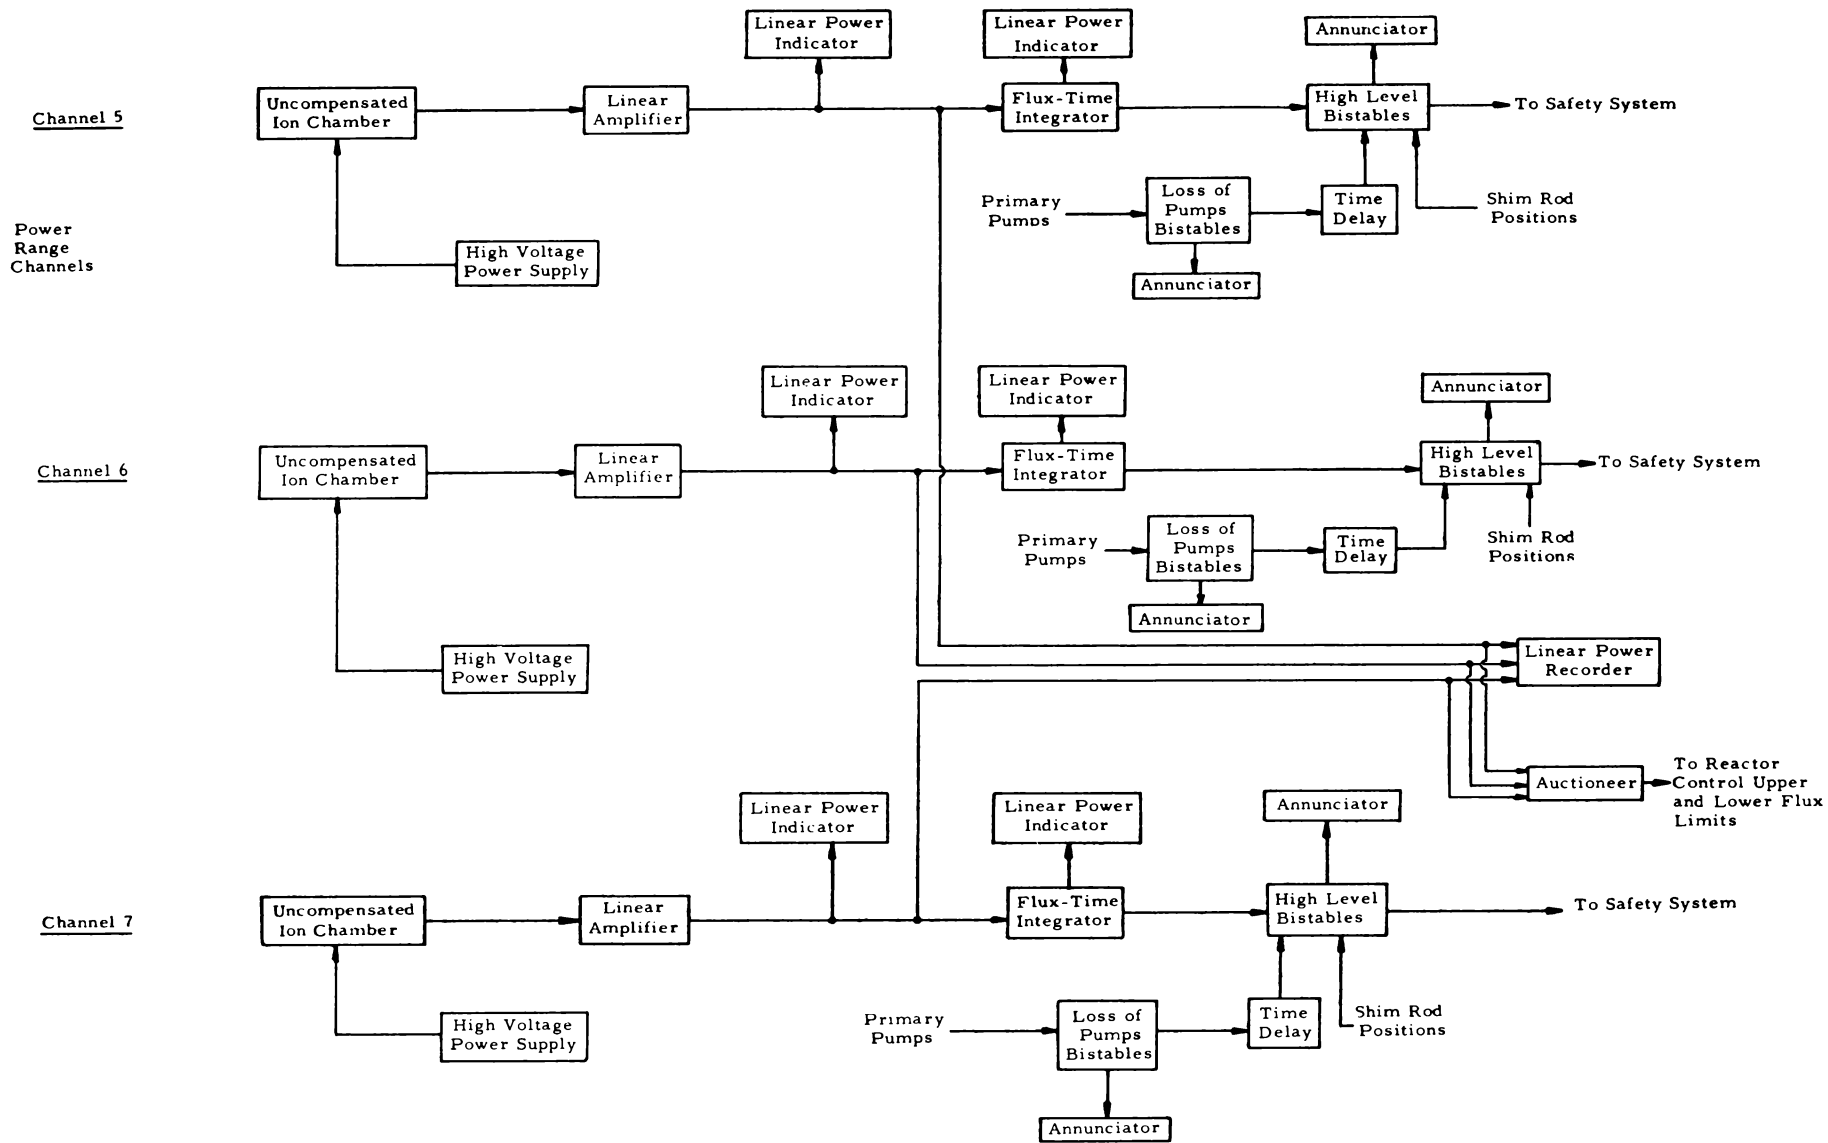 Linear Power
Indicator
Linear Power
Indicator
Annunciator
Channel 5
Uncompensated
Ion Chamber
Linear
Amplifier
Flux-Time
Integrator
High Level
Bistables
To Safety System
Power
Range
Channels
High Voltage
Power Supply
Primary
Pumps
Loss of
Pumps
Bistables
Time
Delay
Shim Rod
Positions
Annunciator
Linear Power
Indicator
Linear Power
Indicator
Annunciator
Channel 6
Uncompensated
Ion Chamber
Linear
Amplifier
Flux-Time
Integrator
High Level
Bistables
To Safety System
Primary
Pumps
Loss of
Pumps
Bistables
Time
Delay
Shim Rod
Positions
Annunciator
High Voltage
Power Supply
Linear Power
Recorder
Auctioneer
To Reactor
Control Upper
and Lower Flux
Limits
Linear Power
Indicator
Linear Power
Indicator
Annunciator
Channel 7
Uncompensated
Ion Chamber
Linear
Amplifier
Flux-Time
Integrator
High Level
Bistables
To Safety System
High Voltage
Power Supply
Primary
Pumps
Loss of
Pumps
Bistables
Time
Delay
Shim Rod
Positions
Annunciator